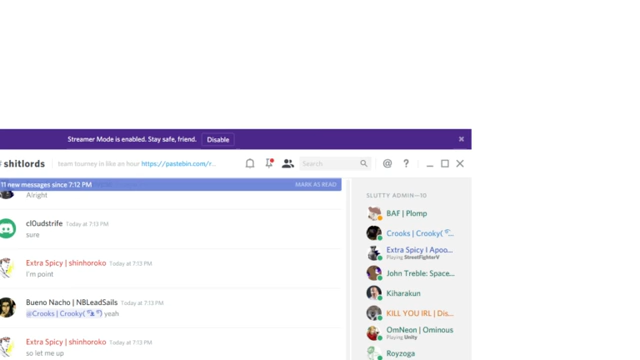 Streamer Mode is enabled. Stay safe, friend. Disable
shitlords team tourney in like an hour https://pastebin.com/r... Search
11 new messages since 7:12 PM MARK AS READ
Alright
cl0udstrife Today at 7:13 PM
sure
Extra Spicy | shinhoroko Today at 7:13 PM
I'm point
Bueno Nacho | NBLeadSails Today at 7:13 PM
@Crooks | Crooky( yeah
Extra Spicy | shinhoroko Today at 7:13 PM
so let me up
SLUTTY ADMIN—10
BAF | Plomp
Crooks | Crooky(
Extra Spicy I Apoo...
Playing StreetFighterV
John Treble: Space...
Kiharakun
KILL YOU IRL | Dis...
OmNeon | Ominous
Playing Unity
Royzoga